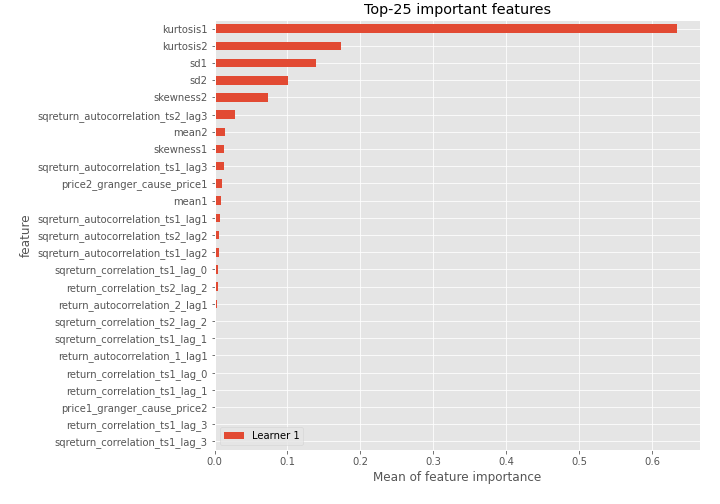 Top-25 important features
kurtosis1
kurtosis2
sd1
sd2
skewness2
sqreturn_autocorrelation_ts2_lag3
mean2
skewness1
sqreturn_autocorrelation_ts1_lag3
price2_granger_cause_price1
mean1
sqreturn_autocorrelation_ts1_lag1
sqreturn_autocorrelation_ts2_lag2
sqreturn_autocorrelation_ts1_lag2
sqreturn_correlation_ts1_lag_0
return_correlation_ts2_lag_2
return_autocorrelation_2_lag1
sqreturn_correlation_ts2_lag_2
sqreturn_correlation_ts1_lag_1
return_autocorrelation_1_lag1
return_correlation_ts1_lag_0
return_correlation_ts1_lag_1
price1_granger_cause_price2
return_correlation_ts1_lag_3
sqreturn_correlation_ts1_lag_3
feature
Learner 1
0.0 0.1 0.2 0.3 0.4 0.5 0.6
Mean of feature importance